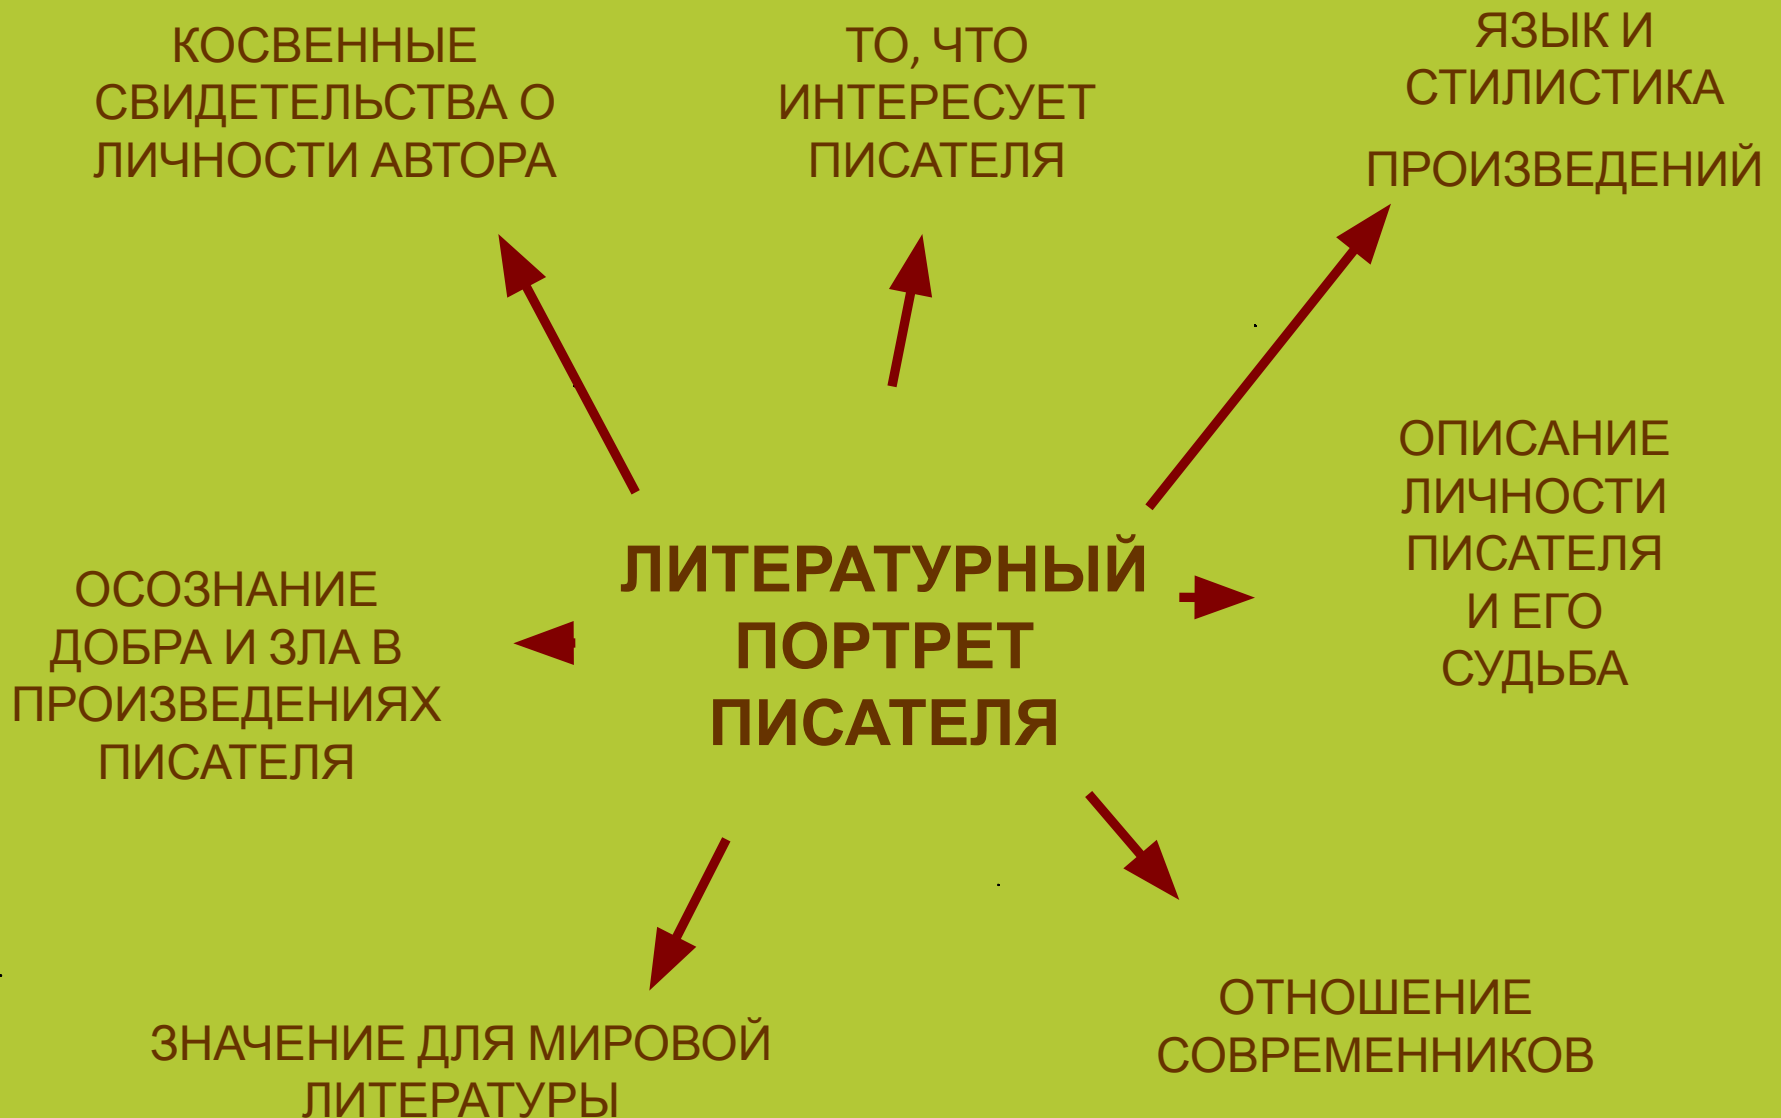 КОСВЕННЫЕ
СВИДЕТЕЛЬСТВА О
ЛИЧНОСТИ АВТОРА
ТО, ЧТО
ИНТЕРЕСУЕТ
ПИСАТЕЛЯ
ЯЗЫК И
СТИЛИСТИКА
ПРОИЗВЕДЕНИЙ
ОПИСАНИЕ
ЛИЧНОСТИ
ПИСАТЕЛЯ
И ЕГО
СУДЬБА
ЛИТЕРАТУРНЫЙ
ПОРТРЕТ
ПИСАТЕЛЯ
ОСОЗНАНИЕ
ДОБРА И ЗЛА В
ПРОИЗВЕДЕНИЯХ
ПИСАТЕЛЯ
ЗНАЧЕНИЕ ДЛЯ МИРОВОЙ
ЛИТЕРАТУРЫ
ОТНОШЕНИЕ
СОВРЕМЕННИКОВ